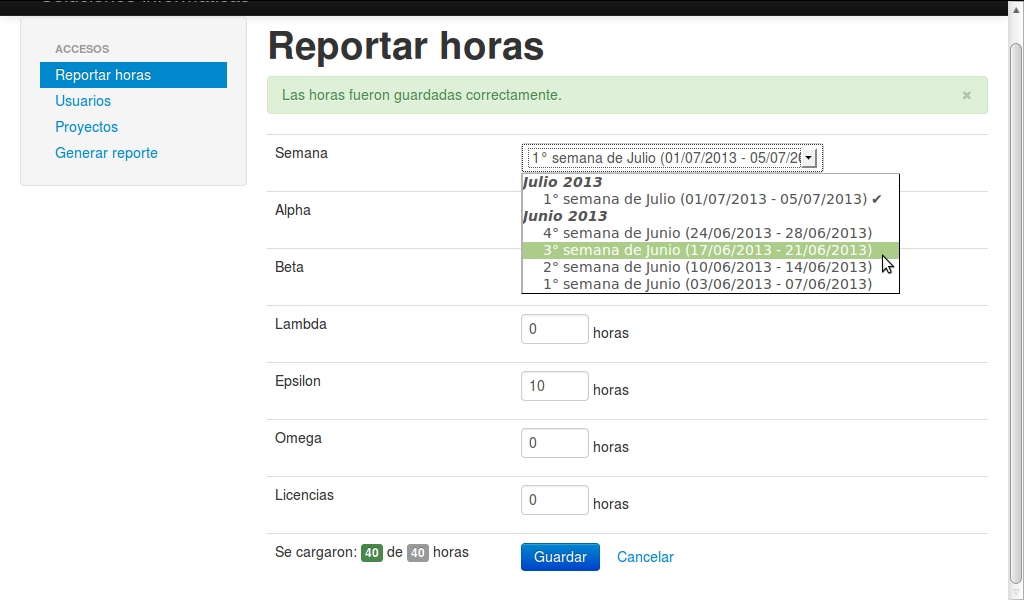 ACCESOS
Reportar horas
Usuarios
Proyectos
Generar reporte
Reportar horas
Las horas fueron guardadas correctamente. ×
Semana
1° semana de Julio (01/07/2013 - 05/07/20
Julio 2013
1° semana de Julio (01/07/2013 - 05/07/2013) ✔
Junio 2013
4° semana de Junio (24/06/2013 - 28/06/2013)
3° semana de Junio (17/06/2013 - 21/06/2013)
2° semana de Junio (10/06/2013 - 14/06/2013)
1° semana de Junio (03/06/2013 - 07/06/2013)
Alpha
Beta
Lambda 0 horas
Epsilon 10 horas
Omega 0 horas
Licencias 0 horas
Se cargaron: 40 de 40 horas Guardar Cancelar